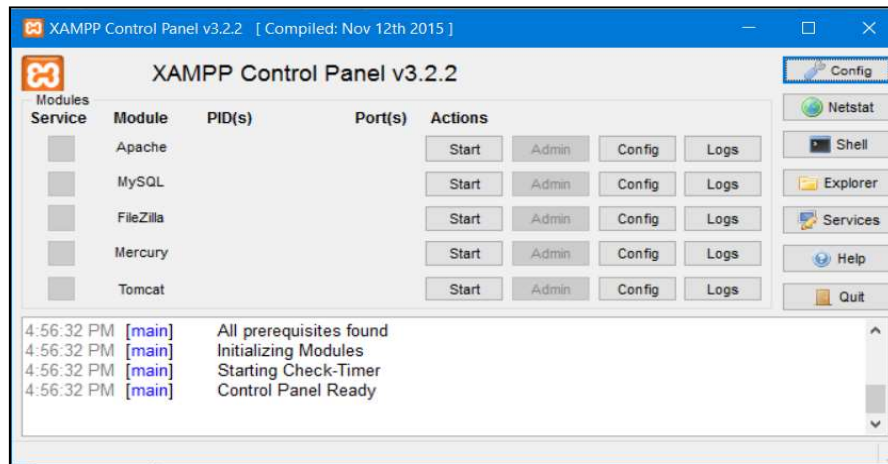 XAMPP Control Panel v3.2.2 [ Compiled: Nov 12th 2015 ]
XAMPP Control Panel v3.2.2
Config
Modules
Service Module PID(s) Port(s) Actions
Netstat
Apache Start Admin Config Logs
Shell
MySQL Start Admin Config Logs
Explorer
FileZilla Start Admin Config Logs
Services
Mercury Start Admin Config Logs
Help
Tomcat Start Admin Config Logs
Quit
4:56:32 PM [main] All prerequisites found
4:56:32 PM [main] Initializing Modules
4:56:32 PM [main] Starting Check-Timer
4:56:32 PM [main] Control Panel Ready